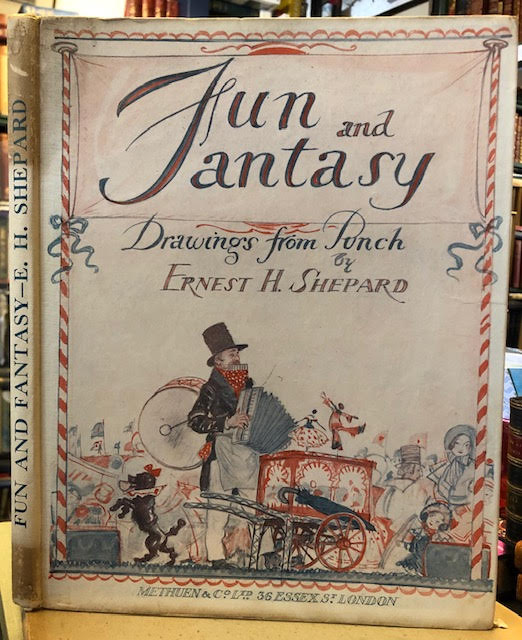 Fun and
Fantasy
Drawings from Punch
by
ERNEST H. SHEPARD
METHUEN & Co LTD. 36 ESSEX ST. LONDON
FUN AND FANTASY—E. H. SHEPARD